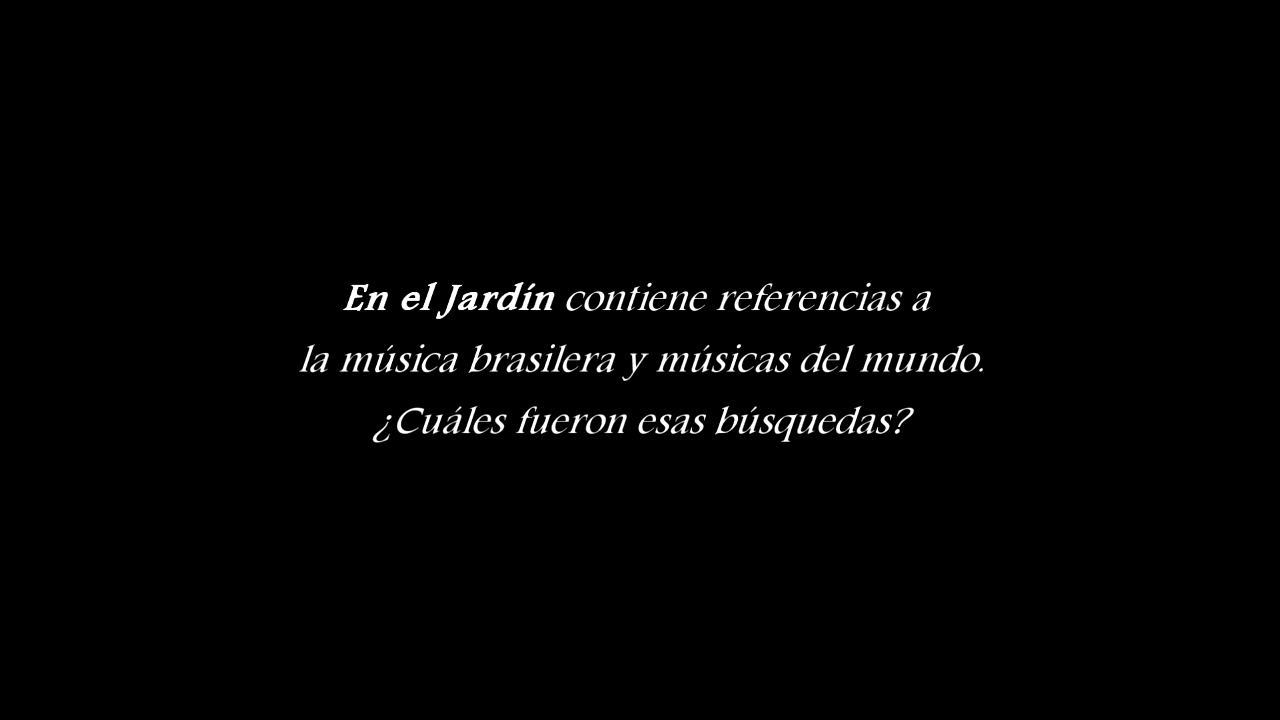 En el Jardín contiene referencias a
la música brasilera y músicas del mundo.
¿Cuáles fueron esas búsquedas?